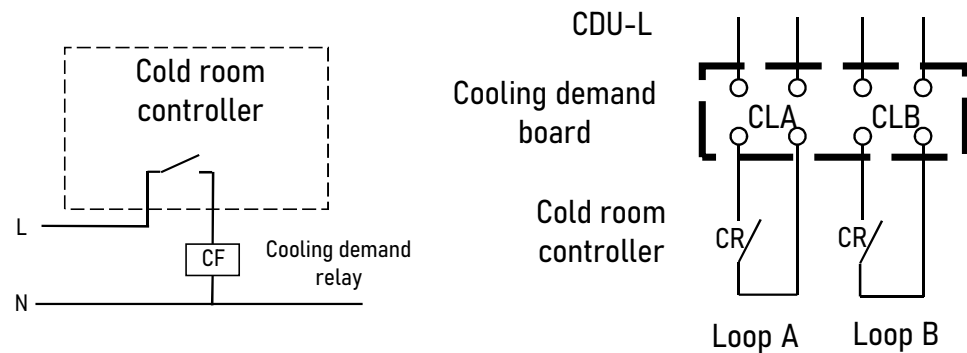 Cold room
controller
L
CF
Cooling demand
relay
N
CDU-L
Cooling demand
board
CLA
CLB
Cold room
controller
CR
CR
Loop A
Loop B